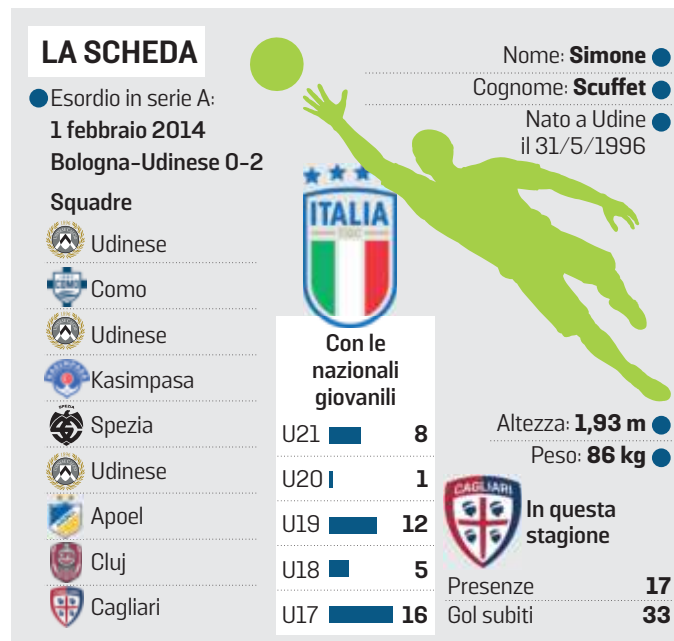 LA SCHEDA
Esordio in serie A:
1 febbraio 2014
Bologna-Udinese 0-2
Squadre
Udinese
COMO
Como
Udinese
Kasimpasa
SPEZIA
Spezia
Udinese
Apoel
Cluj
Cagliari
ITALIA
FIGC
Con le
nazionali
giovanili
U21 8
U20 1
U19 12
U18 5
U17 16
Nome: Simone
Cognome: Scuffet
Nato a Udine
il 31/5/1996
Altezza: 1,93 m
Peso: 86 kg
CAGLIARI
In questa
stagione
Presenze 17
Gol subiti 33